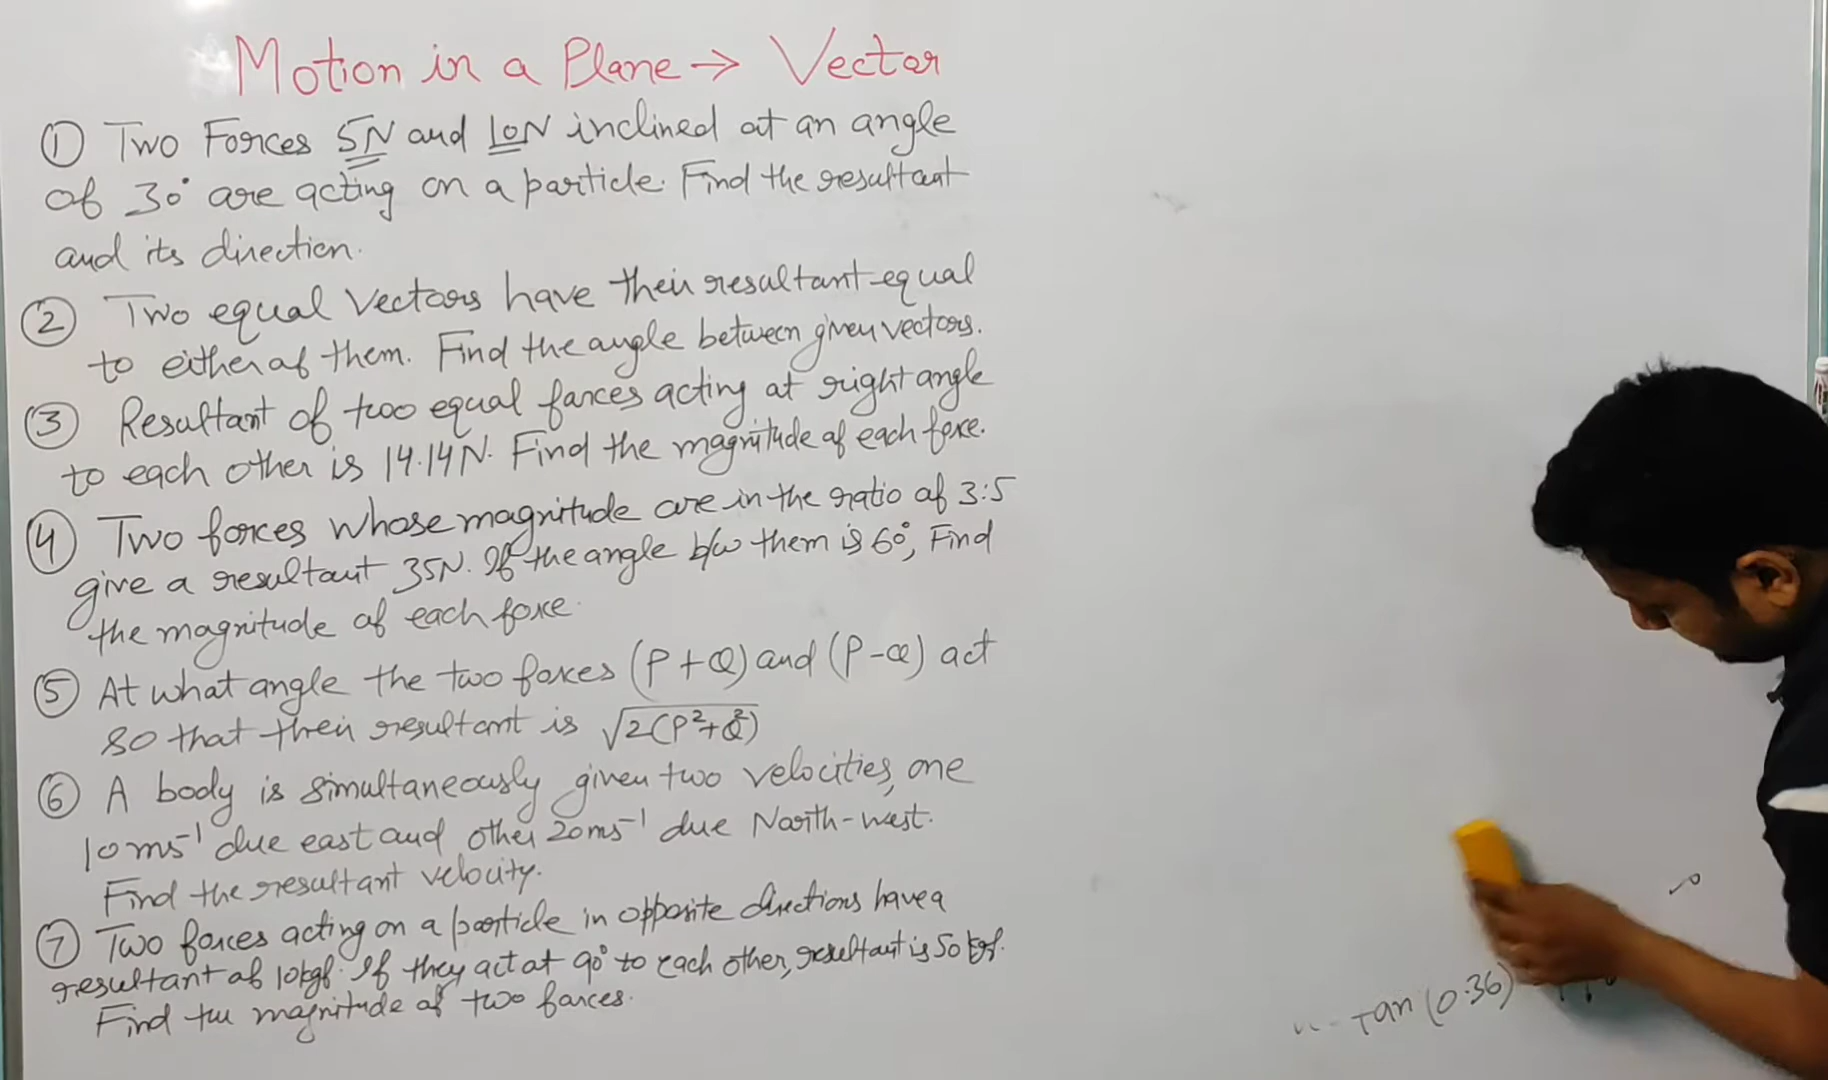 Motion in a Plane → Vector
① Two Forces 5N and 10N inclined at an angle
of 30° are acting on a particle. Find the resultant
and its direction.
② Two equal Vectors have their resultant equal
to either of them. Find the angle between given vectors.
③ Resultant of two equal forces acting at right angle
to each other is 14.14N. Find the magnitude of each force.
④ Two forces whose magnitude are in the ratio of 3:5
give a resultant 35N. If the angle b/w them is 60°, Find
the magnitude of each force.
⑤ At what angle the two forces (P+Q) and (P-Q) act
so that their resultant is √2(P²+Q²)
⑥ A body is simultaneously given two velocities, one
10 ms⁻¹ due east and other 20ms⁻¹ due North-west.
Find the resultant velocity.
⑦ Two forces acting on a particle in opposite directions have a
resultant of 10kgf. If they act at 90° to each other, resultant is 50 kgf.
Find the magnitude of two forces.
Tan (0.36)